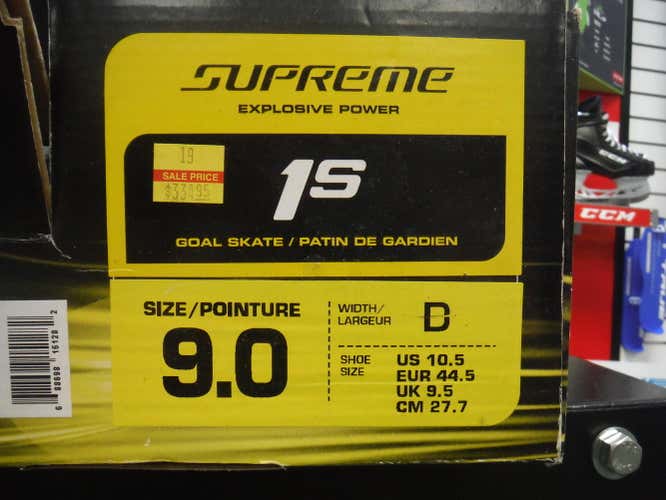 SUPREME
EXPLOSIVE POWER
19
SALE PRICE
$334.95
1S
GOAL SKATE / PATIN DE GARDIEN
SIZE/POINTURE
9.0
WIDTH/
LARGEUR
D
SHOE
SIZE
US 10.5
EUR 44.5
UK 9.5
CM 27.7
CCM
CCM